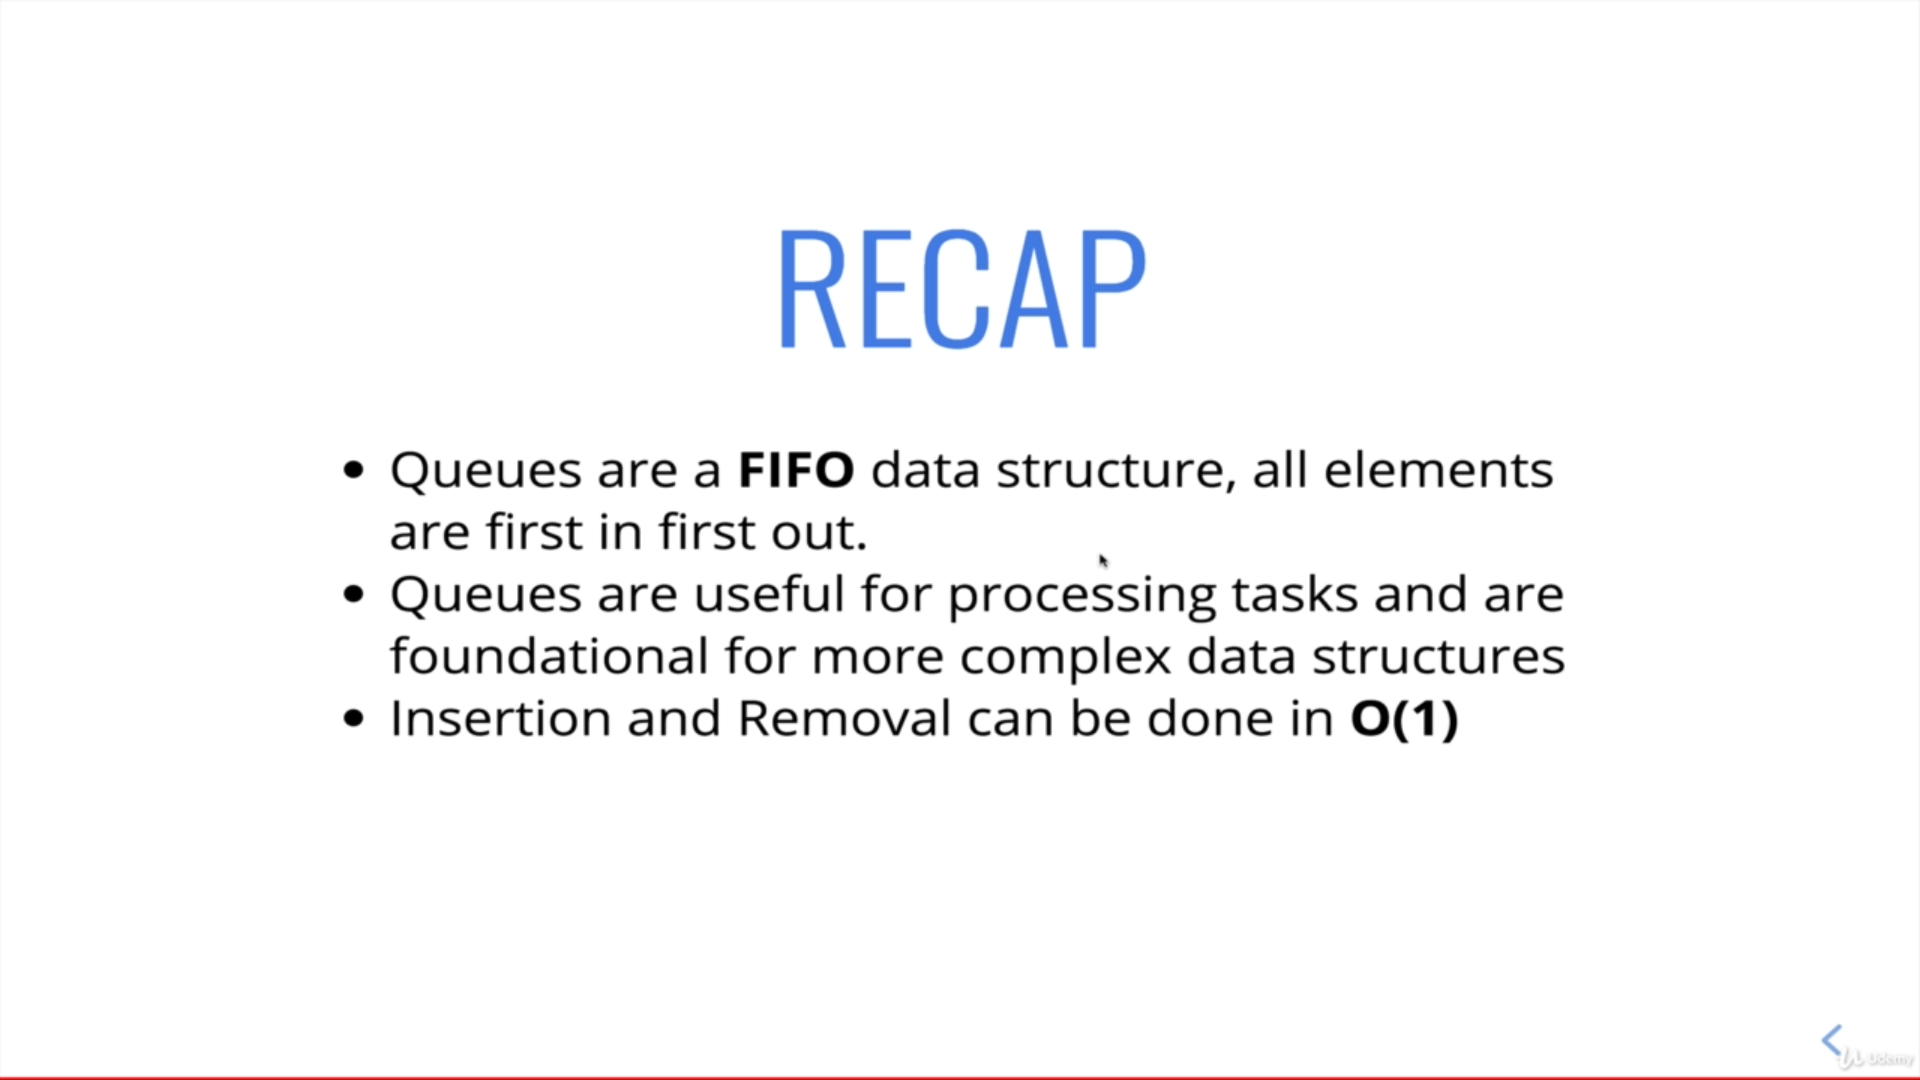 RECAP
• Queues are a FIFO data structure, all elements
are first in first out.
• Queues are useful for processing tasks and are
foundational for more complex data structures
• Insertion and Removal can be done in O(1)
Udemy